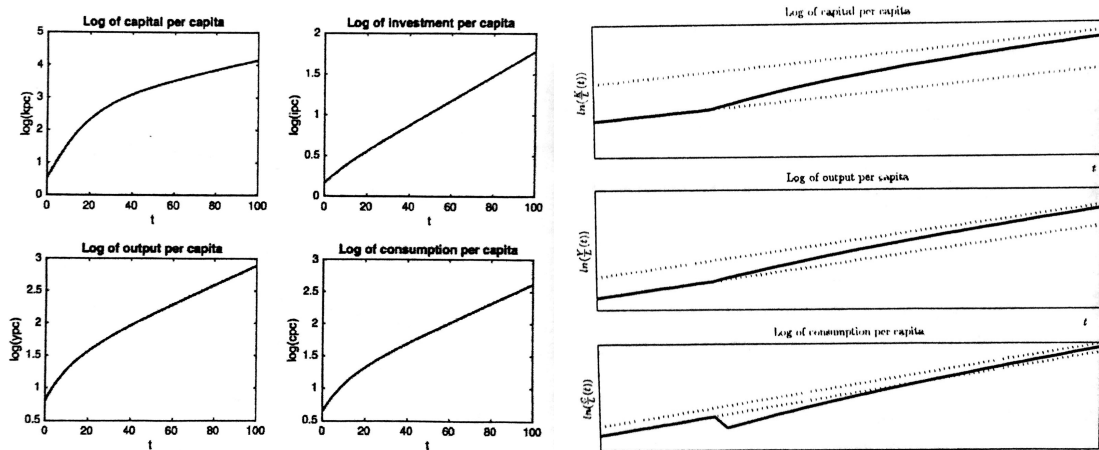 Log of capital per capita
log(kpc)
5
4
3
2
1
0
0 20 40 60 80 100
t
Log of investment per capita
log(ipc)
2
1.5
1
0.5
0
0 20 40 60 80 100
t
Log of output per capita
log(ypc)
3
2.5
2
1.5
1
0.5
0 20 40 60 80 100
t
Log of consumption per capita
log(cpc)
3
2.5
2
1.5
1
0.5
0 20 40 60 80 100
t
Log of capital per capita
ln(K/L(t))
t
Log of output per capita
ln(Y/L(t))
t
Log of consumption per capita
ln(C/L(t))